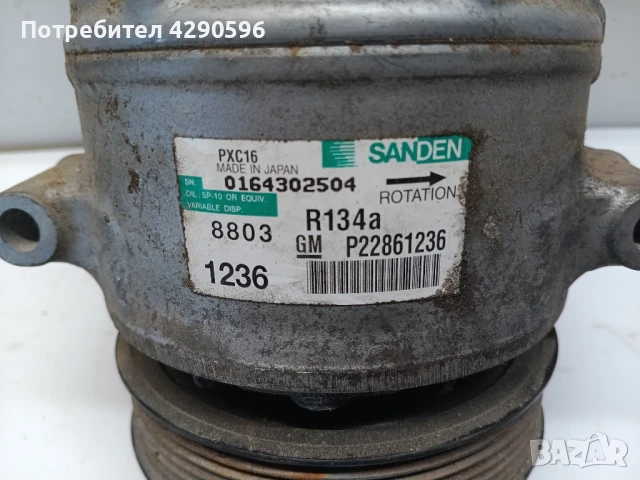 Потребител 4290596
PXC16
MADE IN JAPAN
SANDEN
SN. 0164302504
ROTATION
OIL: SP-10 OR EQUIV.
VARIABLE DISP.
8803
R134a
GM P22861236
1236
BAZAR